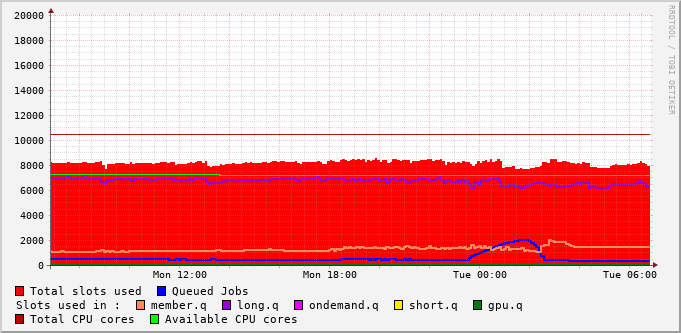 20000
18000
16000
14000
12000
10000
8000
6000
4000
2000
0
Mon 12:00 Mon 18:00 Tue 00:00 Tue 06:00
Total slots used Queued Jobs
Slots used in : member.q long.q ondemand.q short.q gpu.q
Total CPU cores Available CPU cores
RRDTOOL / TOBI OETIKER